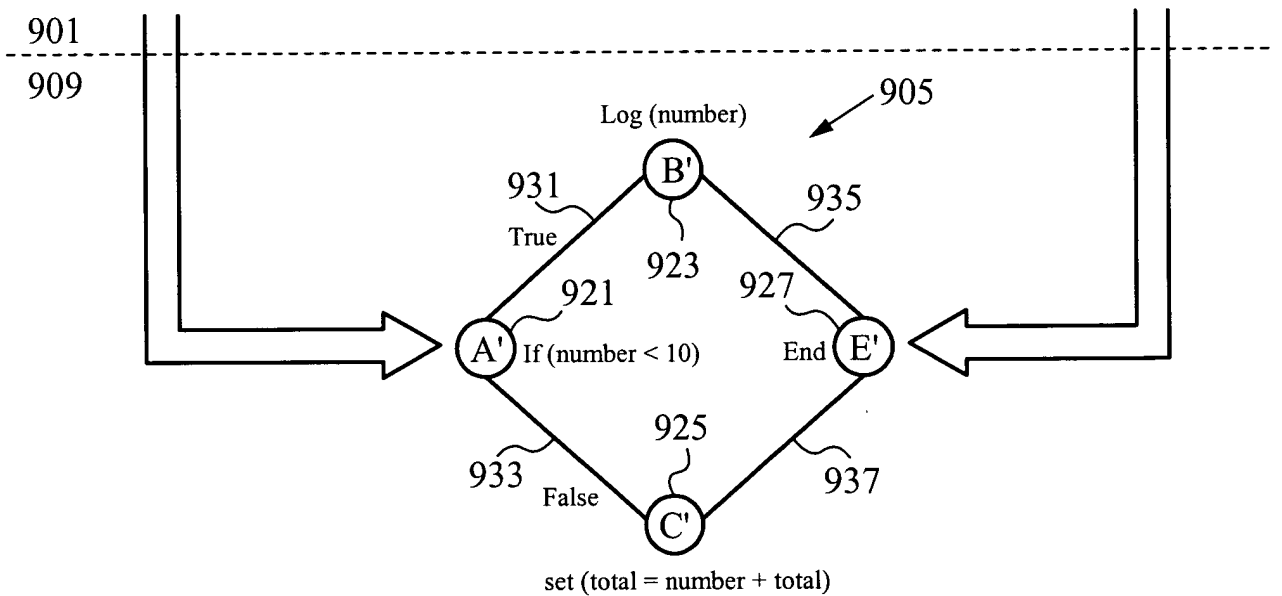 901
909
905
Log (number)
B'
931
935
True
923
921
927
A'
If (number < 10)
End
E'
925
933
937
False
C'
set (total = number + total)